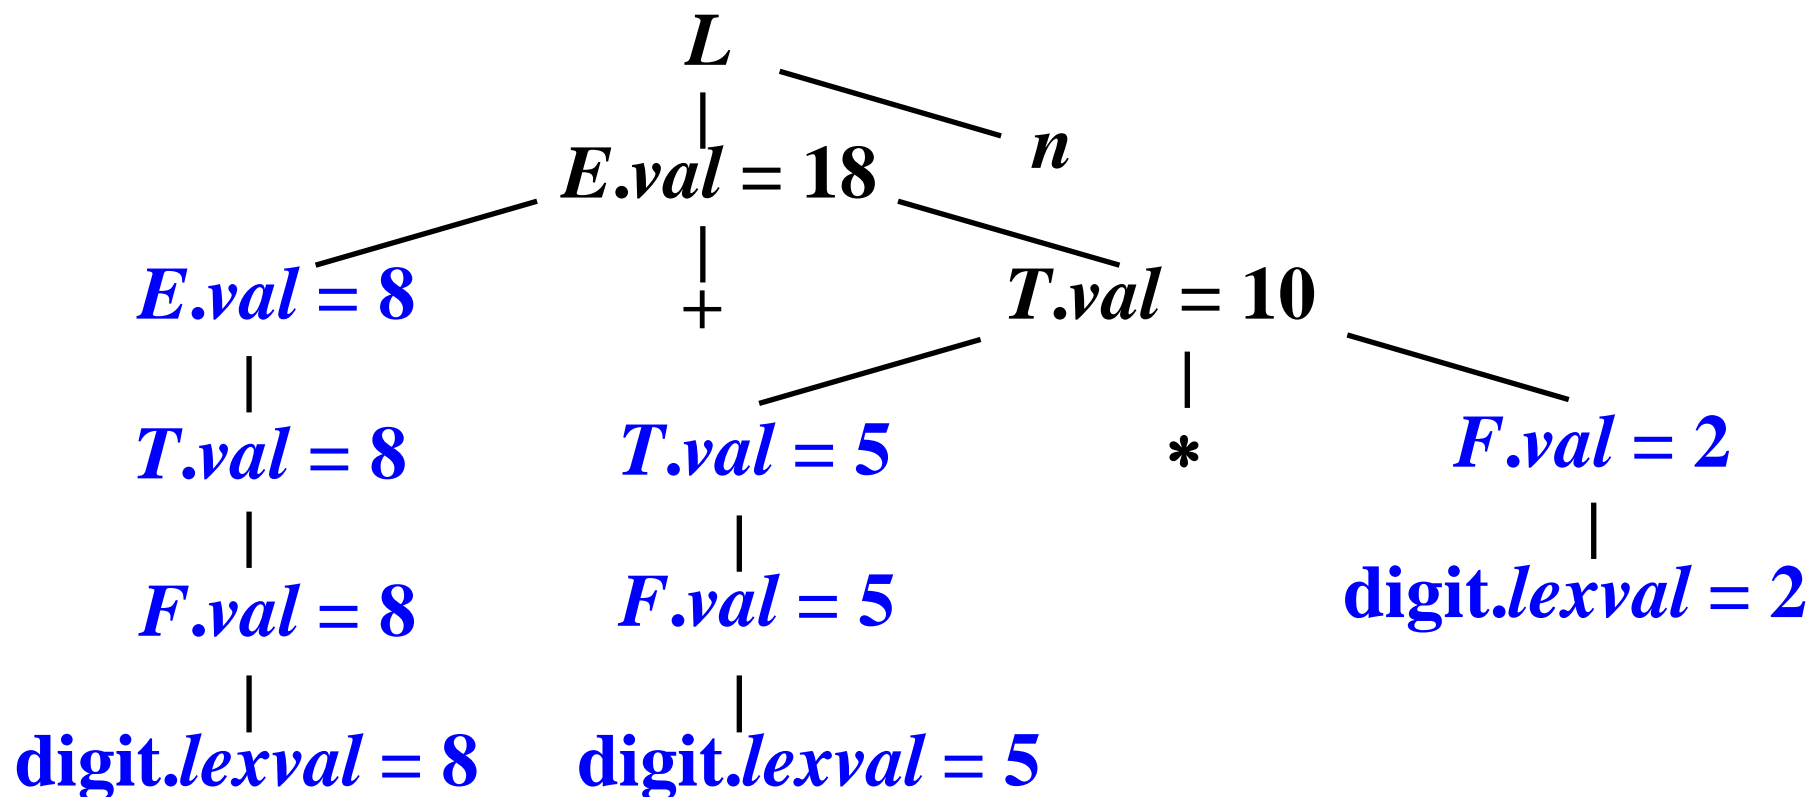 L
n
E.val = 18
E.val = 8
+
T.val = 10
T.val = 8
T.val = 5
*
F.val = 2
F.val = 8
F.val = 5
digit.lexval = 2
digit.lexval = 8
digit.lexval = 5